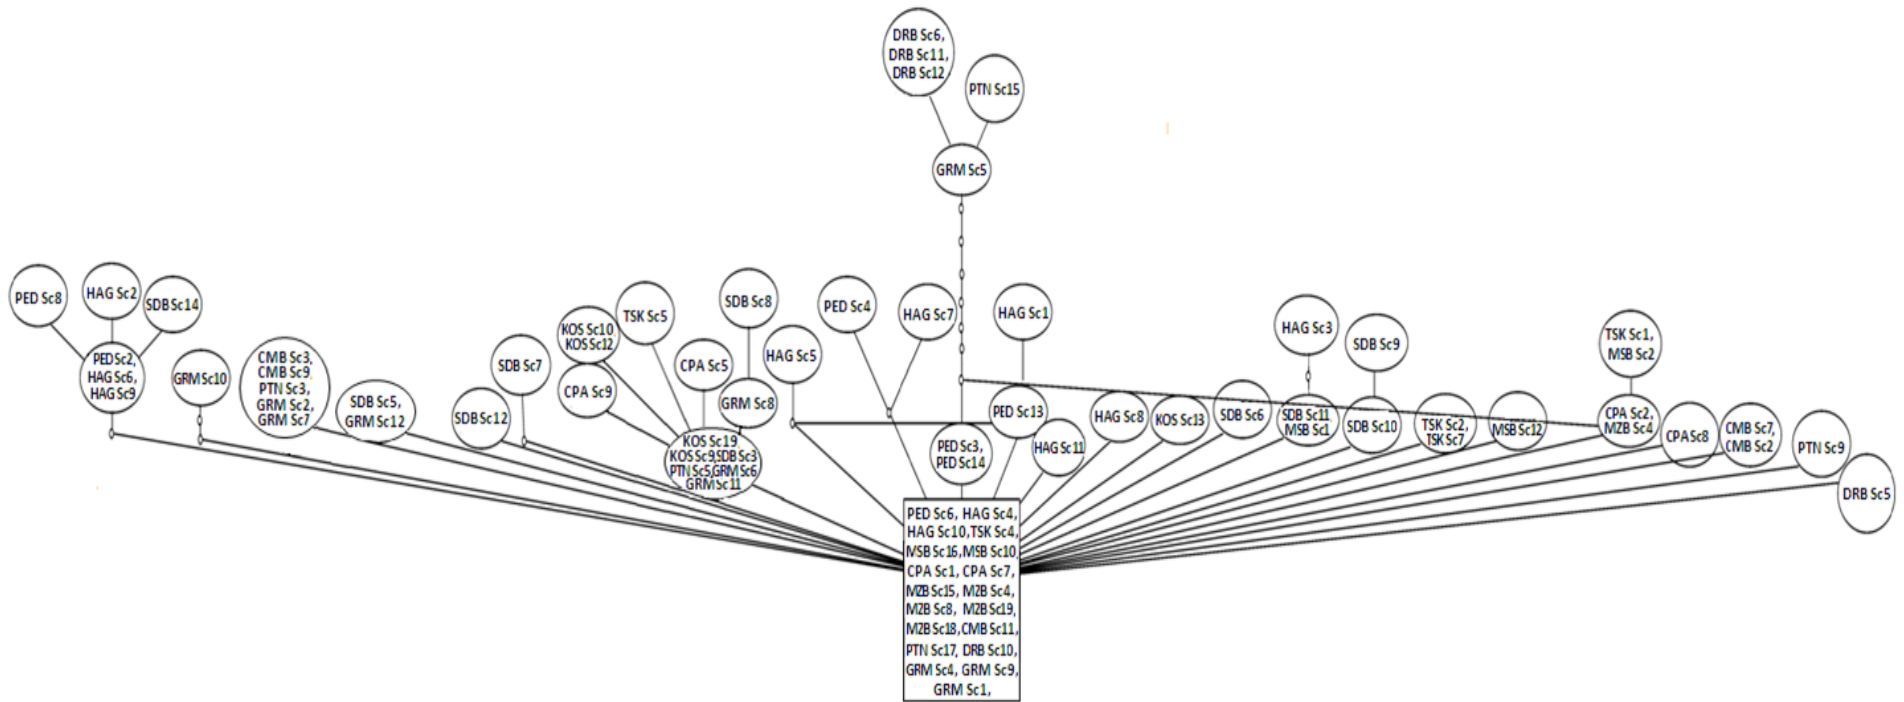 DRB Sc6,
DRB Sc11,
DRB Sc12
PTN Sc15
GRM Sc5
PED Sc8
HAG Sc2
SDB Sc14
PED Sc2,
HAG Sc6,
HAG Sc9
GRM Sc10
CMB Sc3,
CMB Sc9,
PTN Sc3,
GRM Sc2,
GRM Sc7
SDB Sc5,
GRM Sc12
SDB Sc12
SDB Sc7
KOS Sc10
KOS Sc12
CPA Sc9
TSK Sc5
CPA Sc5
SDB Sc8
GRM Sc8
KOS Sc19
KOS Sc9,SDB Sc3
PTN Sc5,GRM Sc6
GRM Sc11
HAG Sc5
PED Sc4
HAG Sc7
HAG Sc1
PED Sc13
PED Sc3,
PED Sc14
HAG Sc11
HAG Sc8
KOS Sc13
SDB Sc6
HAG Sc3
SDB Sc11
MSB Sc1
SDB Sc9
SDB Sc10
TSK Sc2,
TSK Sc7
MSB Sc12
TSK Sc1,
MSB Sc2
CPA Sc2,
MZB Sc4
CPA Sc8
CMB Sc7,
CMB Sc2
PTN Sc9
DRB Sc5
PED Sc6, HAG Sc4,
HAG Sc10,TSK Sc4,
MSB Sc16,MSB Sc10,
CPA Sc1, CPA Sc7,
MZB Sc15, MZB Sc4,
MZB Sc8, MZB Sc19,
MZB Sc18,CMB Sc11,
PTN Sc17, DRB Sc10,
GRM Sc4, GRM Sc9,
GRM Sc1,